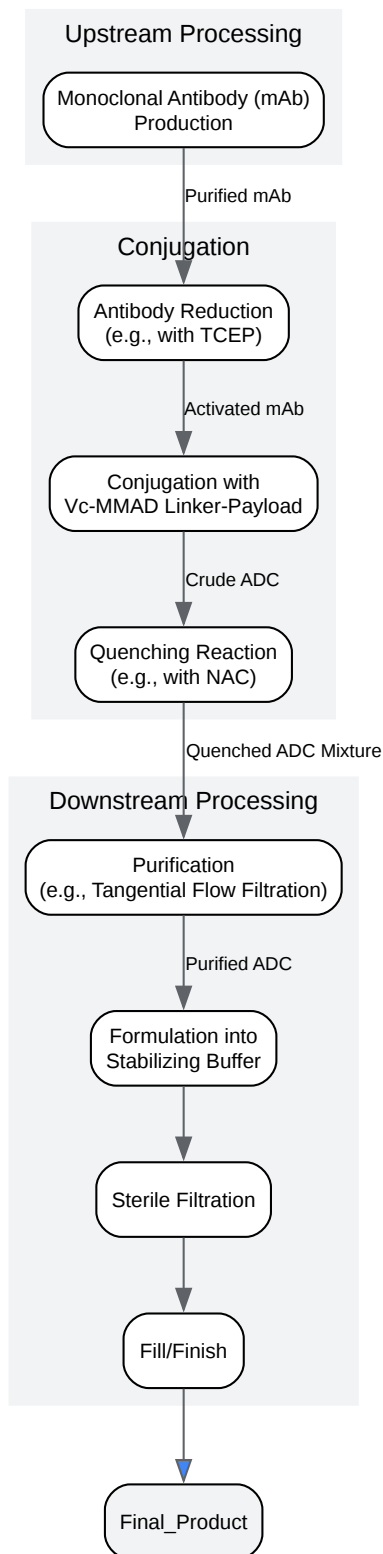 Upstream Processing
Monoclonal Antibody (mAb)
Production
Purified mAb
Conjugation
Antibody Reduction
(e.g., with TCEP)
Activated mAb
Conjugation with
Vc-MMAD Linker-Payload
Crude ADC
Quenching Reaction
(e.g., with NAC)
Quenched ADC Mixture
Downstream Processing
Purification
(e.g., Tangential Flow Filtration)
Purified ADC
Formulation into
Stabilizing Buffer
Sterile Filtration
Fill/Finish
Final_Product